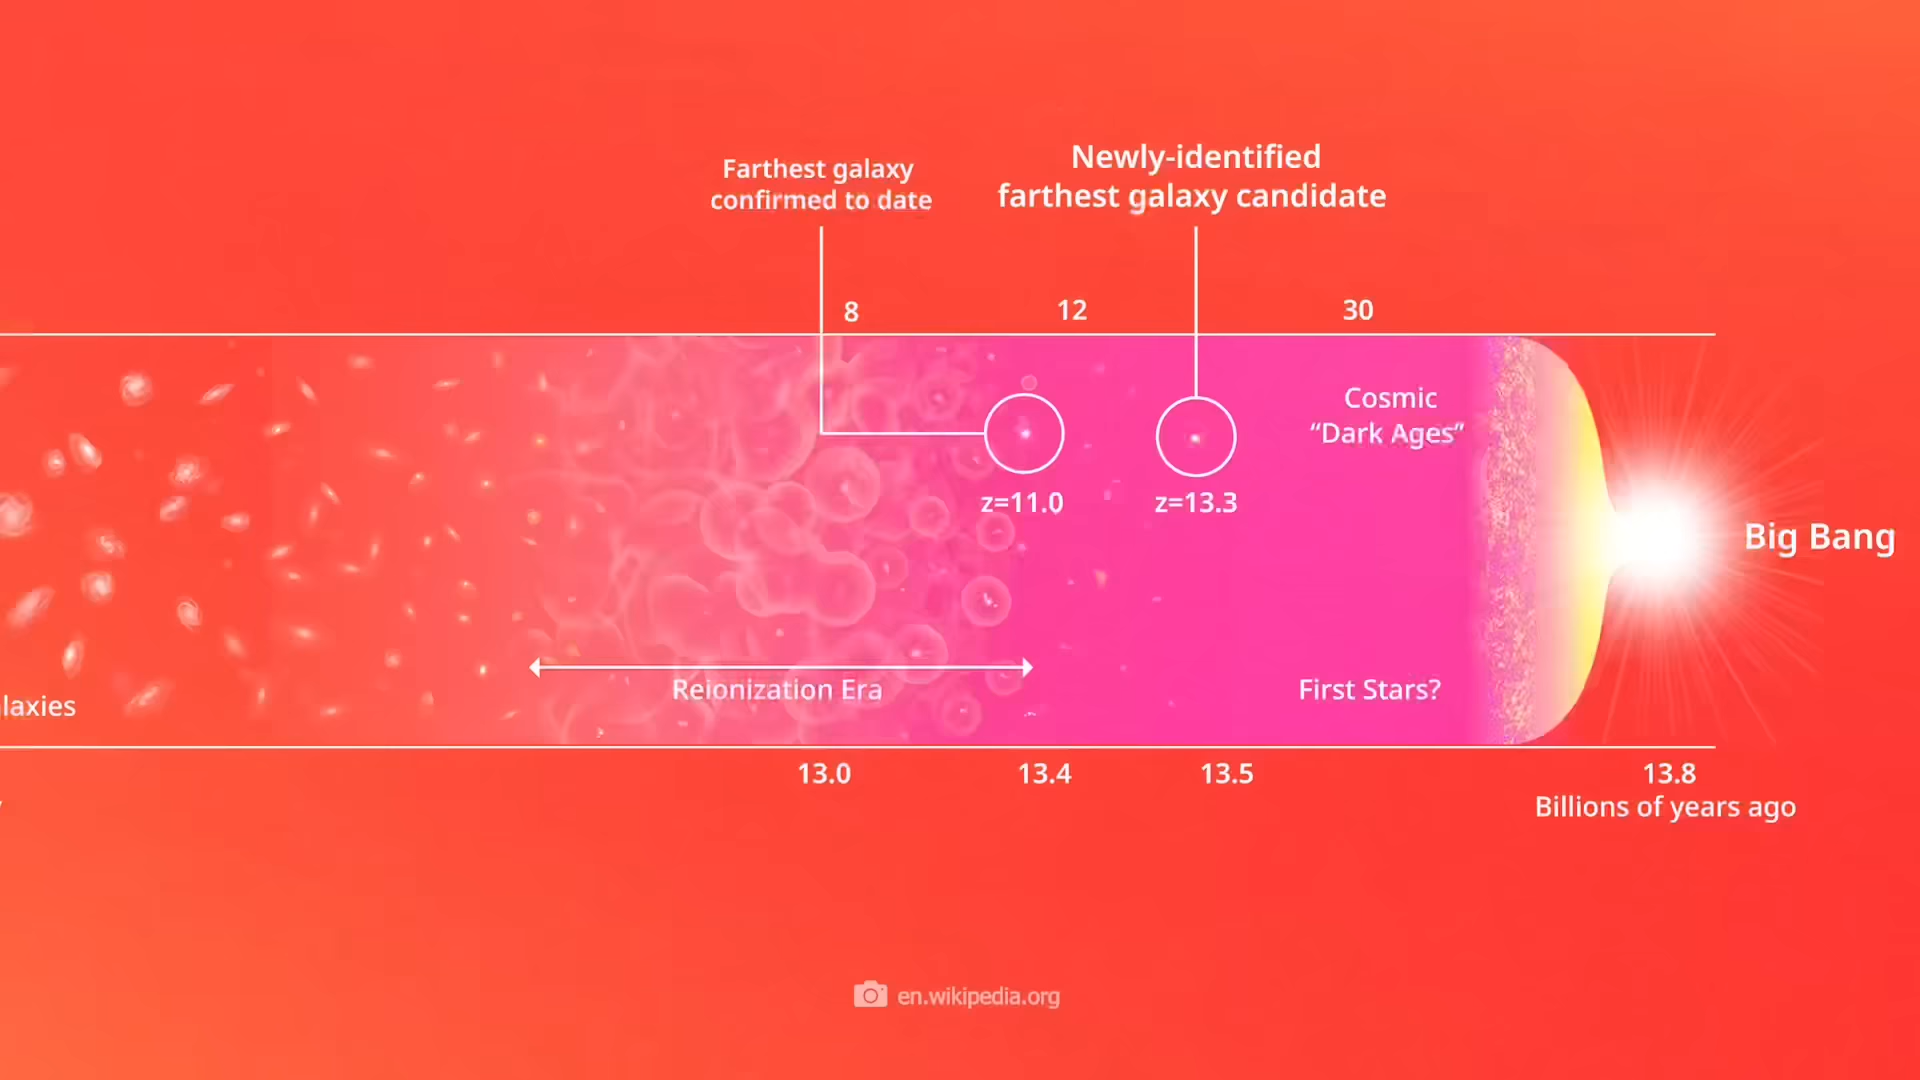 Farthest galaxy
confirmed to date
Newly-identified
farthest galaxy candidate
8
12
30
Cosmic
“Dark Ages”
z=11.0
z=13.3
Big Bang
Reionization Era
First Stars?
laxies
13.0
13.4
13.5
13.8
Billions of years ago
en.wikipedia.org